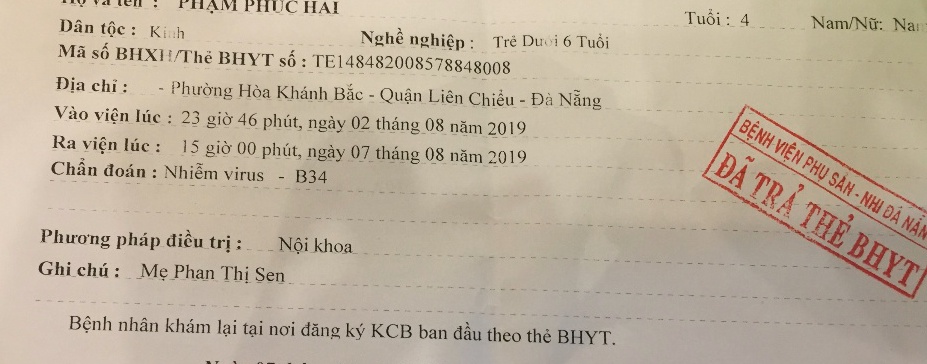 Họ và tên : PHẠM PHÚC HẢI
Tuổi : 4 Nam/Nữ: Nam
Dân tộc : Kinh Nghề nghiệp : Trẻ Dưới 6 Tuổi
Mã số BHXH/Thẻ BHYT số : TE1484820085788480​08
Địa chỉ : - Phường Hòa Khánh Bắc - Quận Liên Chiểu - Đà Nẵng
Vào viện lúc : 23 giờ 46 phút, ngày 02 tháng 08 năm 2019
Ra viện lúc : 15 giờ 00 phút, ngày 07 tháng 08 năm 2019
Chẩn đoán : Nhiễm virus - B34
BỆNH VIỆN PHỤ SẢN - NHI ĐÀ NẴN
ĐÃ TRẢ THẺ BHYT
Phương pháp điều trị : Nội khoa
Ghi chú : Mẹ Phan Thị Sen
Bệnh nhân khám lại tại nơi đăng ký KCB ban đầu theo thẻ BHYT.